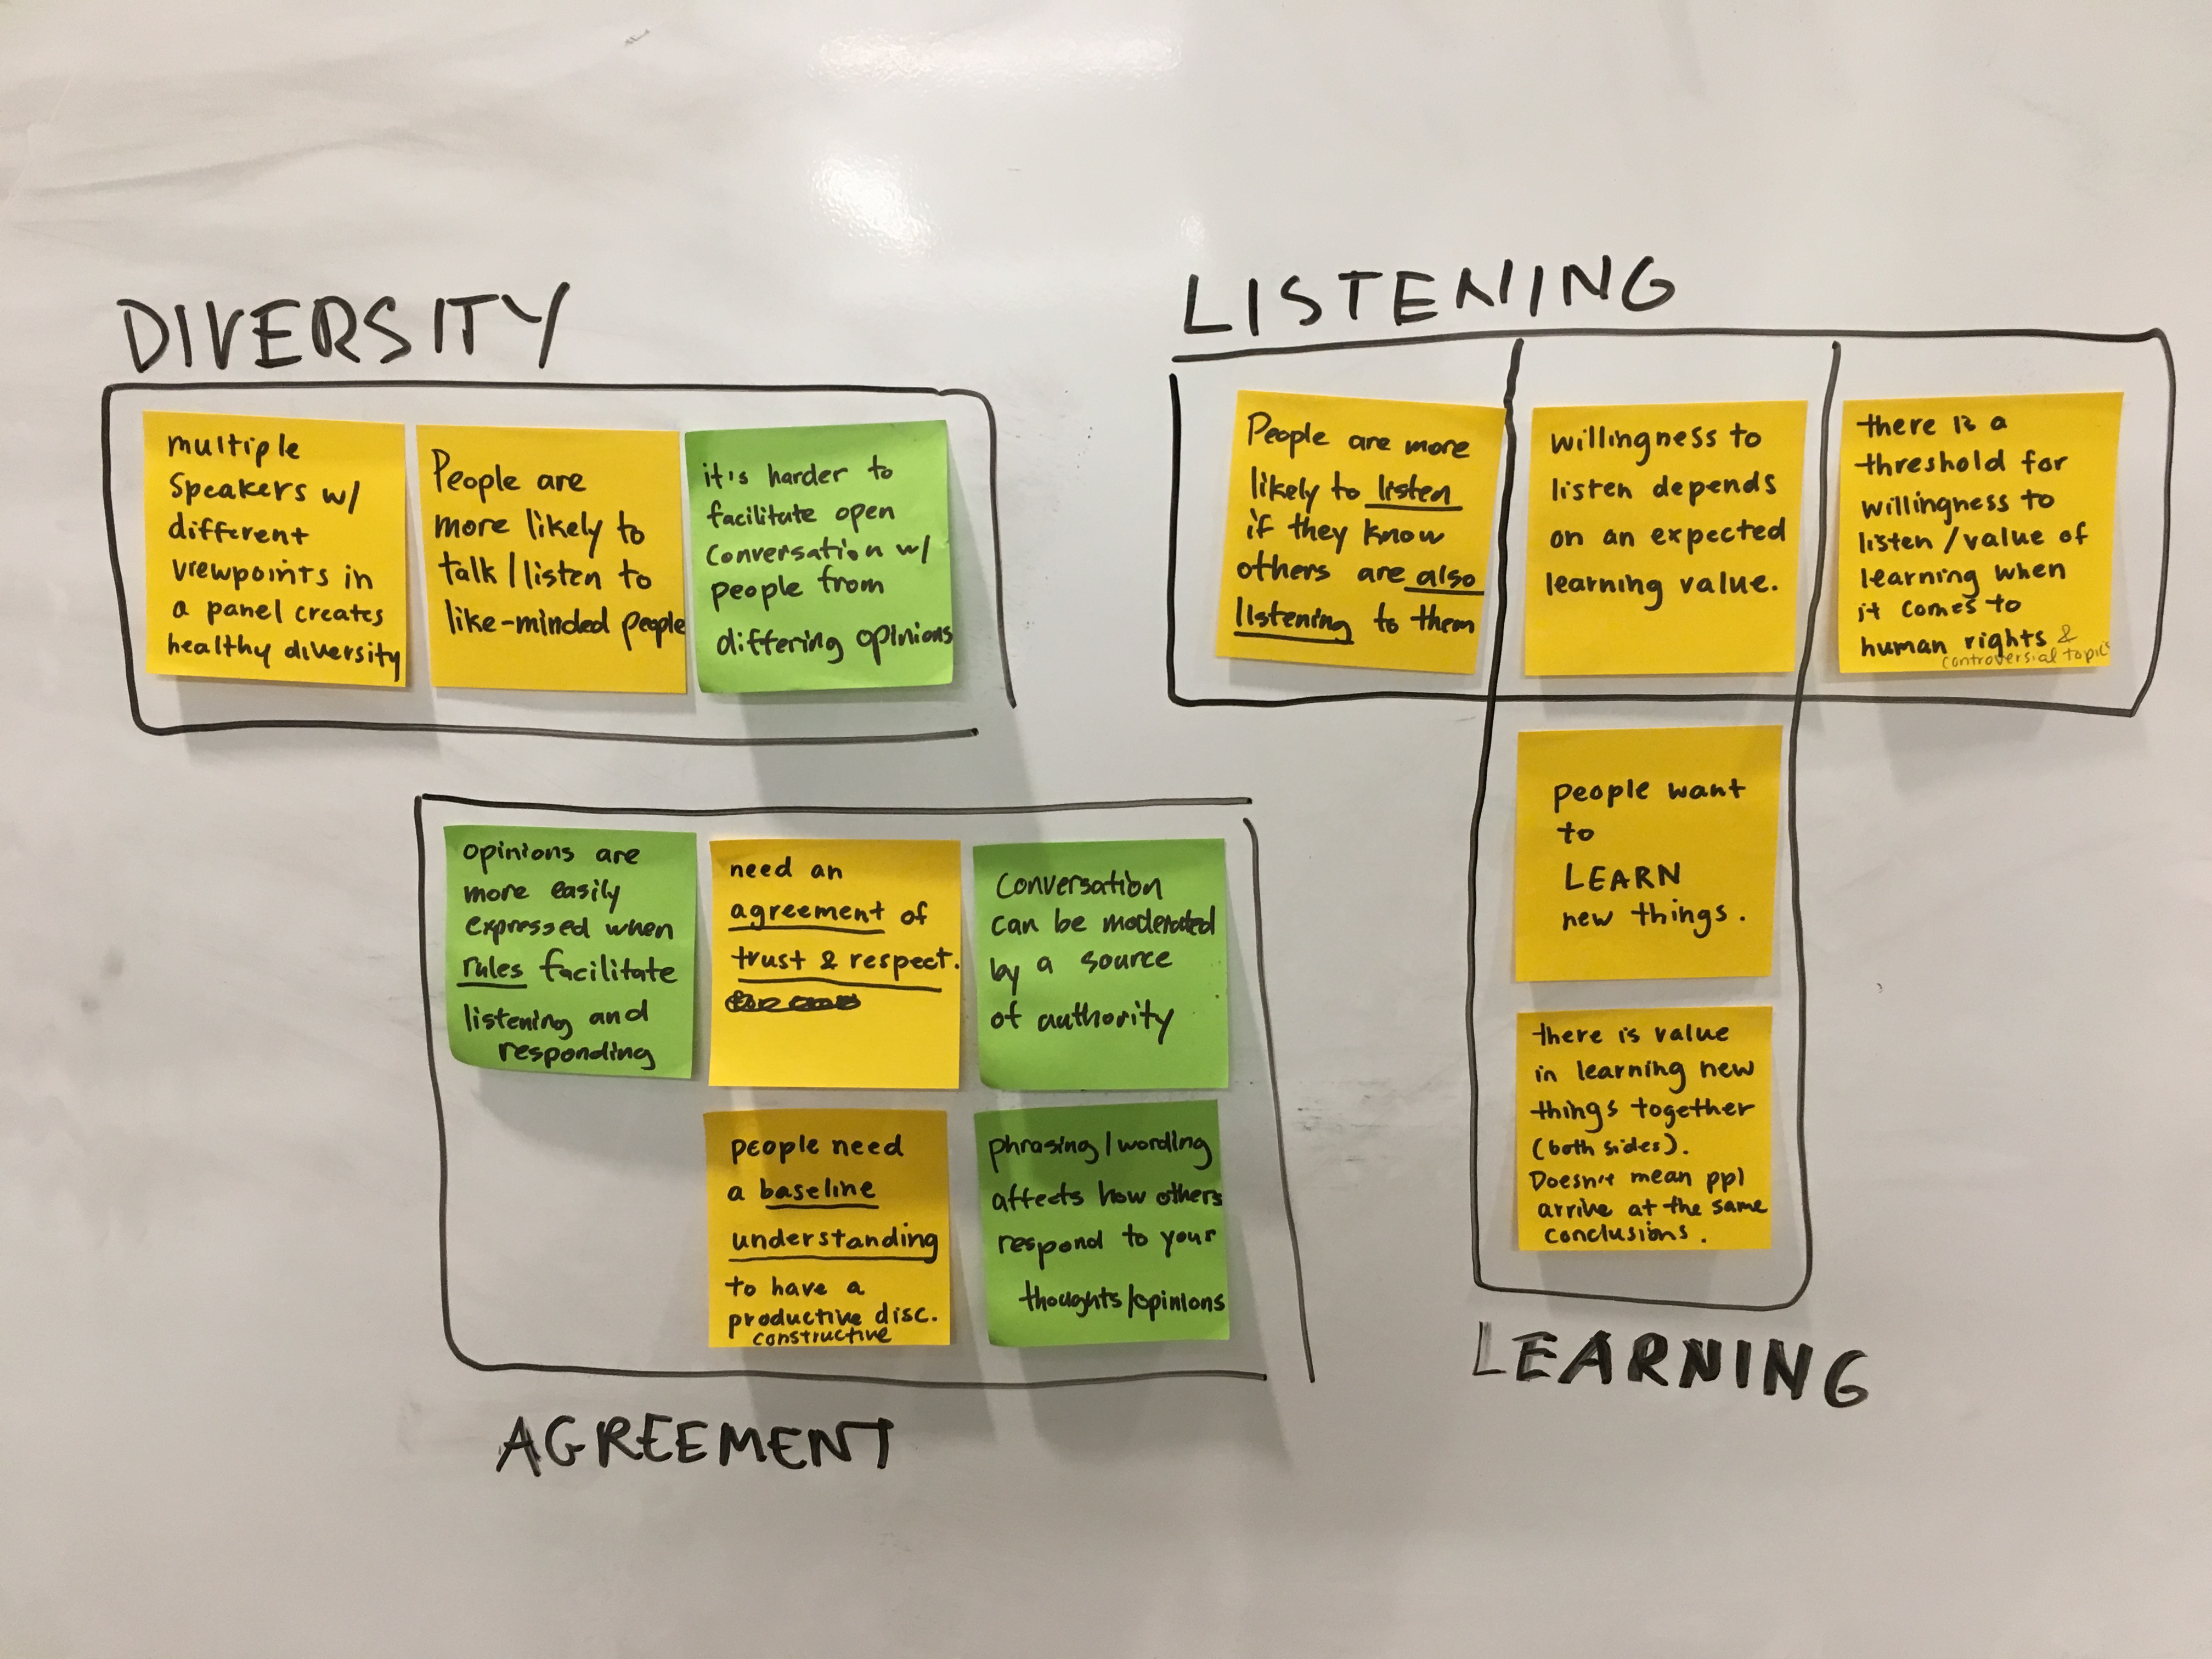 DIVERSITY
multiple
speakers w/
different
viewpoints in
a panel creates
healthy diversity
People are
more likely to
talk/listen to
like-minded people
it's harder to
facilitate open
conversation w/
people from
differing opinions
LISTENING
People are more
likely to listen
if they know
others are also
listening to them
willingness to
listen depends
on an expected
learning value.
there is a
threshold for
willingness to
listen/value of
learning when
it comes to
human rights &
controversial topics
people want
to
LEARN
new things.
there is value
in learning new
things together
(both sides).
Doesn't mean ppl
arrive at the same
conclusions.
LEARNING
opinions are
more easily
expressed when
rules facilitate
listening and
responding
need an
agreement of
trust & respect.
Conversation
can be moderated
by a source
of authority
people need
a baseline
understanding
to have a
productive disc.
constructive
phrasing/wording
affects how others
respond to your
thoughts/opinions
AGREEMENT